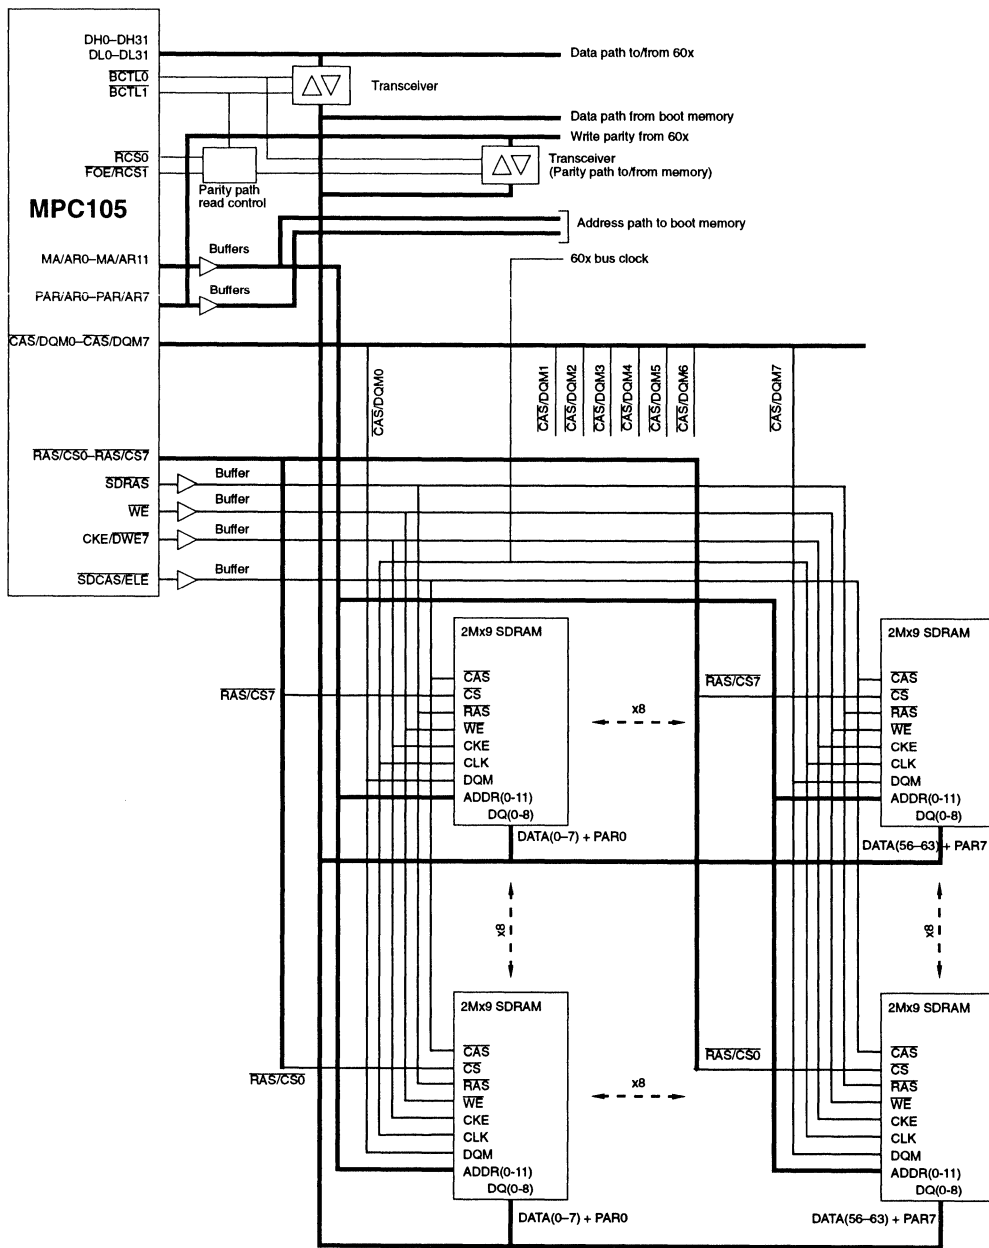 DH0–DH31
DL0–DL31
Data path to/from 60x
BCTL0
BCTL1
Transceiver
Data path from boot memory
Write parity from 60x
RCS0
FOE/RCS1
Parity path
read control
Transceiver
(Parity path to/from memory)
MPC105
Address path to boot memory
MA/AR0–MA/AR11
Buffers
60x bus clock
PAR/AR0–PAR/AR7
Buffers
CAS/DQM0–CAS/DQM7
CAS/DQM0
CAS/DQM1
CAS/DQM2
CAS/DQM3
CAS/DQM4
CAS/DQM5
CAS/DQM6
CAS/DQM7
RAS/CS0–RAS/CS7
SDRAS
Buffer
WE
Buffer
CKE/DWE7
Buffer
SDCAS/ELE
Buffer
2Mx9 SDRAM
CAS
CS
RAS
WE
CKE
CLK
DQM
ADDR(0-11)
DQ(0-8)
RAS/CS7
x8
DATA(0–7) + PAR0
RAS/CS7
2Mx9 SDRAM
CAS
CS
RAS
WE
CKE
CLK
DQM
ADDR(0-11)
DQ(0-8)
DATA(56–63) + PAR7
x8
x8
2Mx9 SDRAM
CAS
CS
RAS
WE
CKE
CLK
DQM
ADDR(0-11)
DQ(0-8)
RAS/CS0
x8
DATA(0–7) + PAR0
RAS/CS0
2Mx9 SDRAM
CAS
CS
RAS
WE
CKE
CLK
DQM
ADDR(0-11)
DQ(0-8)
DATA(56–63) + PAR7